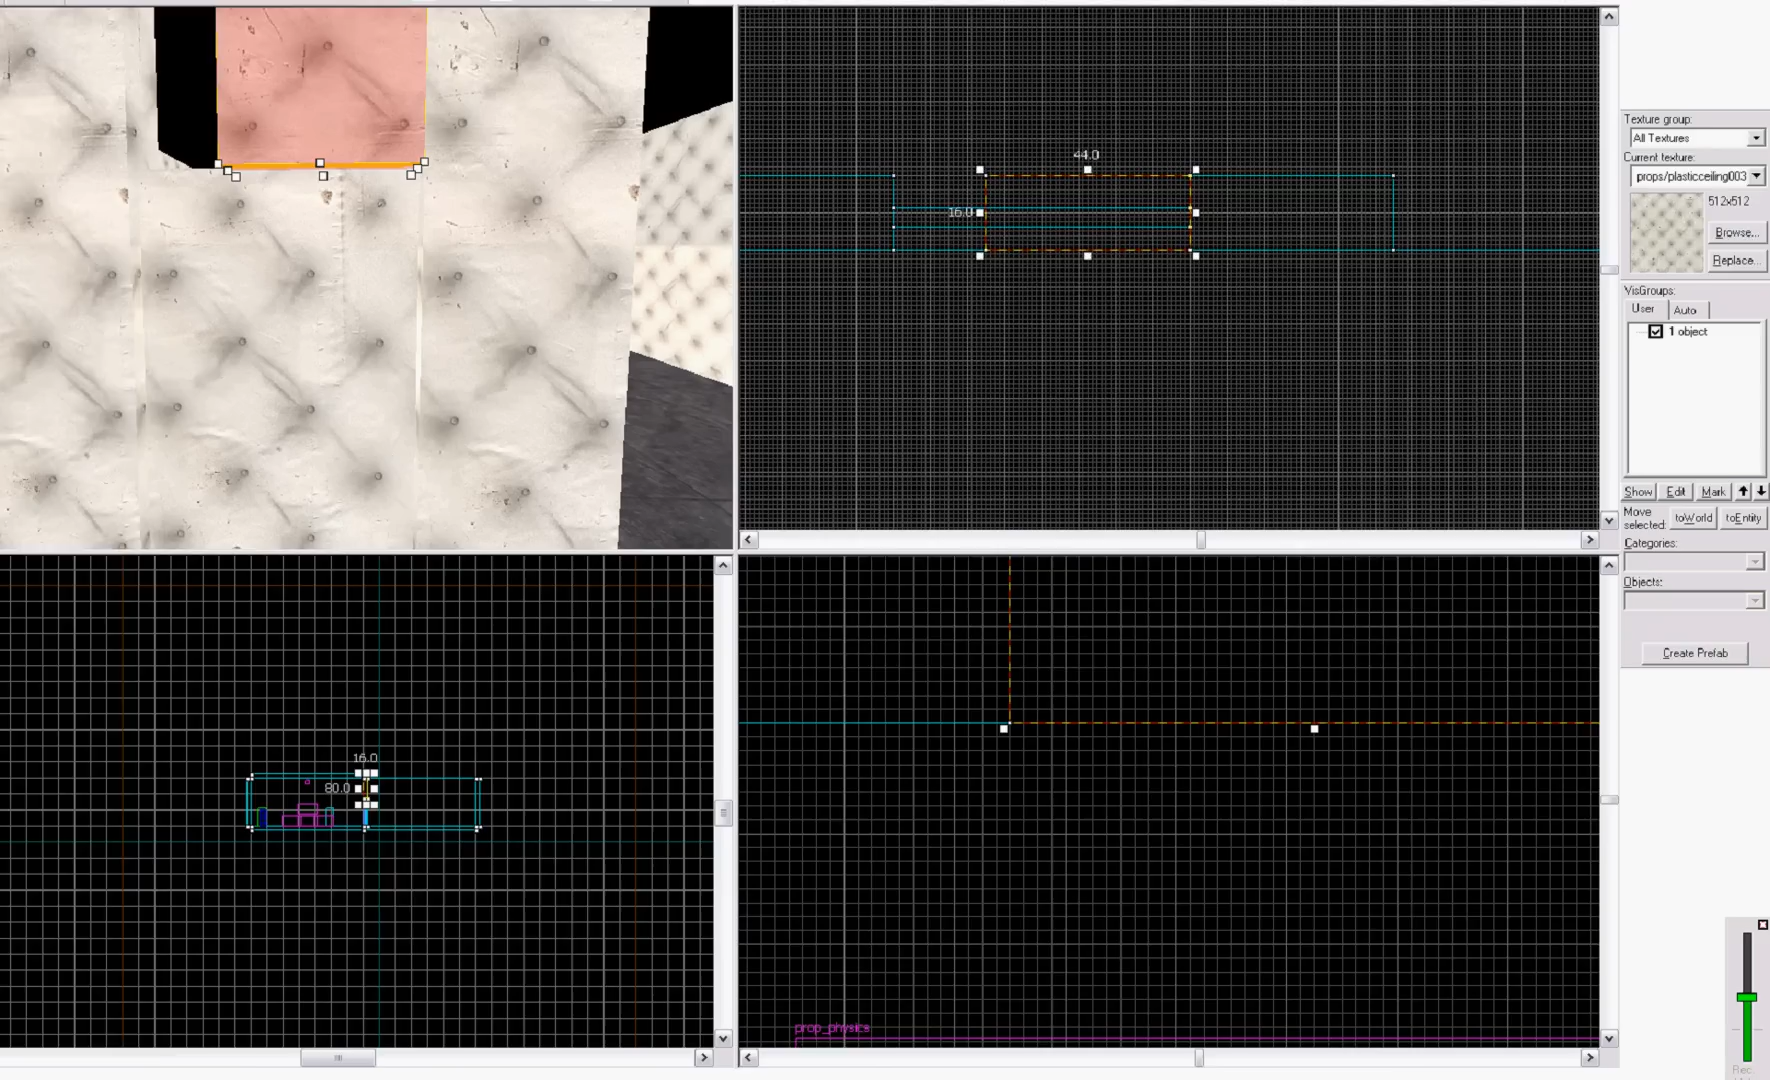 Texture group:
All Textures
Current texture:
props/plasticceiling003
512x512
Browse...
Replace...
VisGroups:
User
Auto
1 object
Show
Edit
Mark
Move
selected:
toWorld
toEntity
Categories:
Objects:
Create Prefab
44.0
16.0
16.0
80.0
prop_physics
Rec